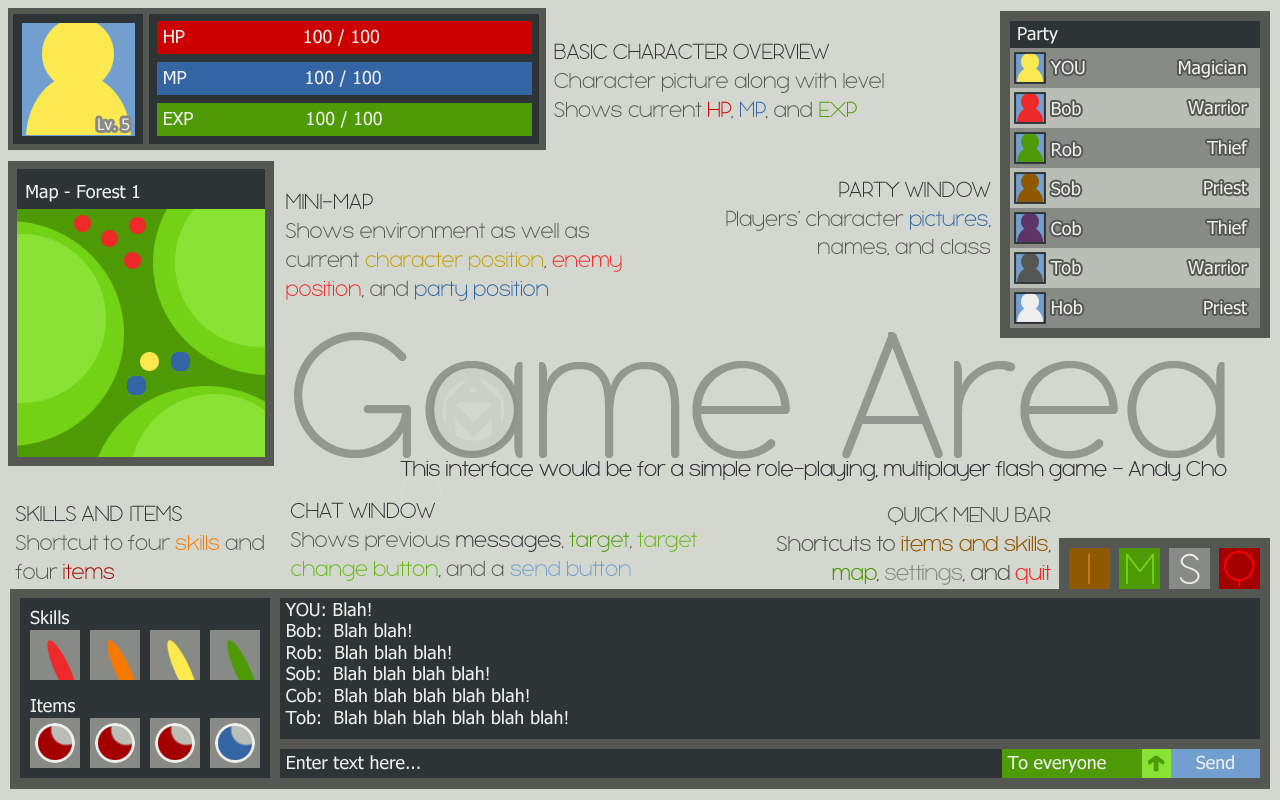 HP 100 / 100
MP 100 / 100
EXP 100 / 100
Lv. 5
BASIC CHARACTER OVERVIEW
Character picture along with level
Shows current HP, MP, and EXP
Party
YOU Magician
Bob Warrior
Rob Thief
Sob Priest
Cob Thief
Tob Warrior
Hob Priest
Map - Forest 1
MINI-MAP
Shows environment as well as
current character position, enemy
position, and party position
PARTY WINDOW
Players' character pictures,
names, and class
Game Area
This interface would be for a simple role-playing, multiplayer flash game - Andy Cho
SKILLS AND ITEMS
Shortcut to four skills and
four items
CHAT WINDOW
Shows previous messages, target, target
change button, and a send button
QUICK MENU BAR
Shortcuts to items and skills,
map, settings, and quit
I M S Q
Skills
Items
YOU: Blah!
Bob: Blah blah!
Rob: Blah blah blah!
Sob: Blah blah blah blah!
Cob: Blah blah blah blah blah!
Tob: Blah blah blah blah blah blah!
Enter text here...
To everyone
Send